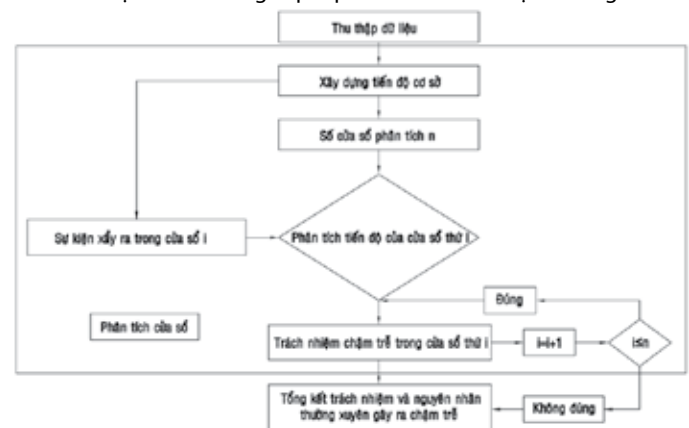 Thu thập dữ liệu
Xây dựng tiến độ cơ sở
Số cửa sổ phân tích n
Sự kiện xẩy ra trong cửa sổ i
Phân tích tiến độ của cửa sổ thứ i
Đúng
Phân tích cửa sổ
Trách nhiệm chậm trễ trong cửa sổ thứ i
i=i+1
i≤n
Tổng kết trách nhiệm và nguyên nhân
thường xuyên gây ra chậm trễ
Không đúng